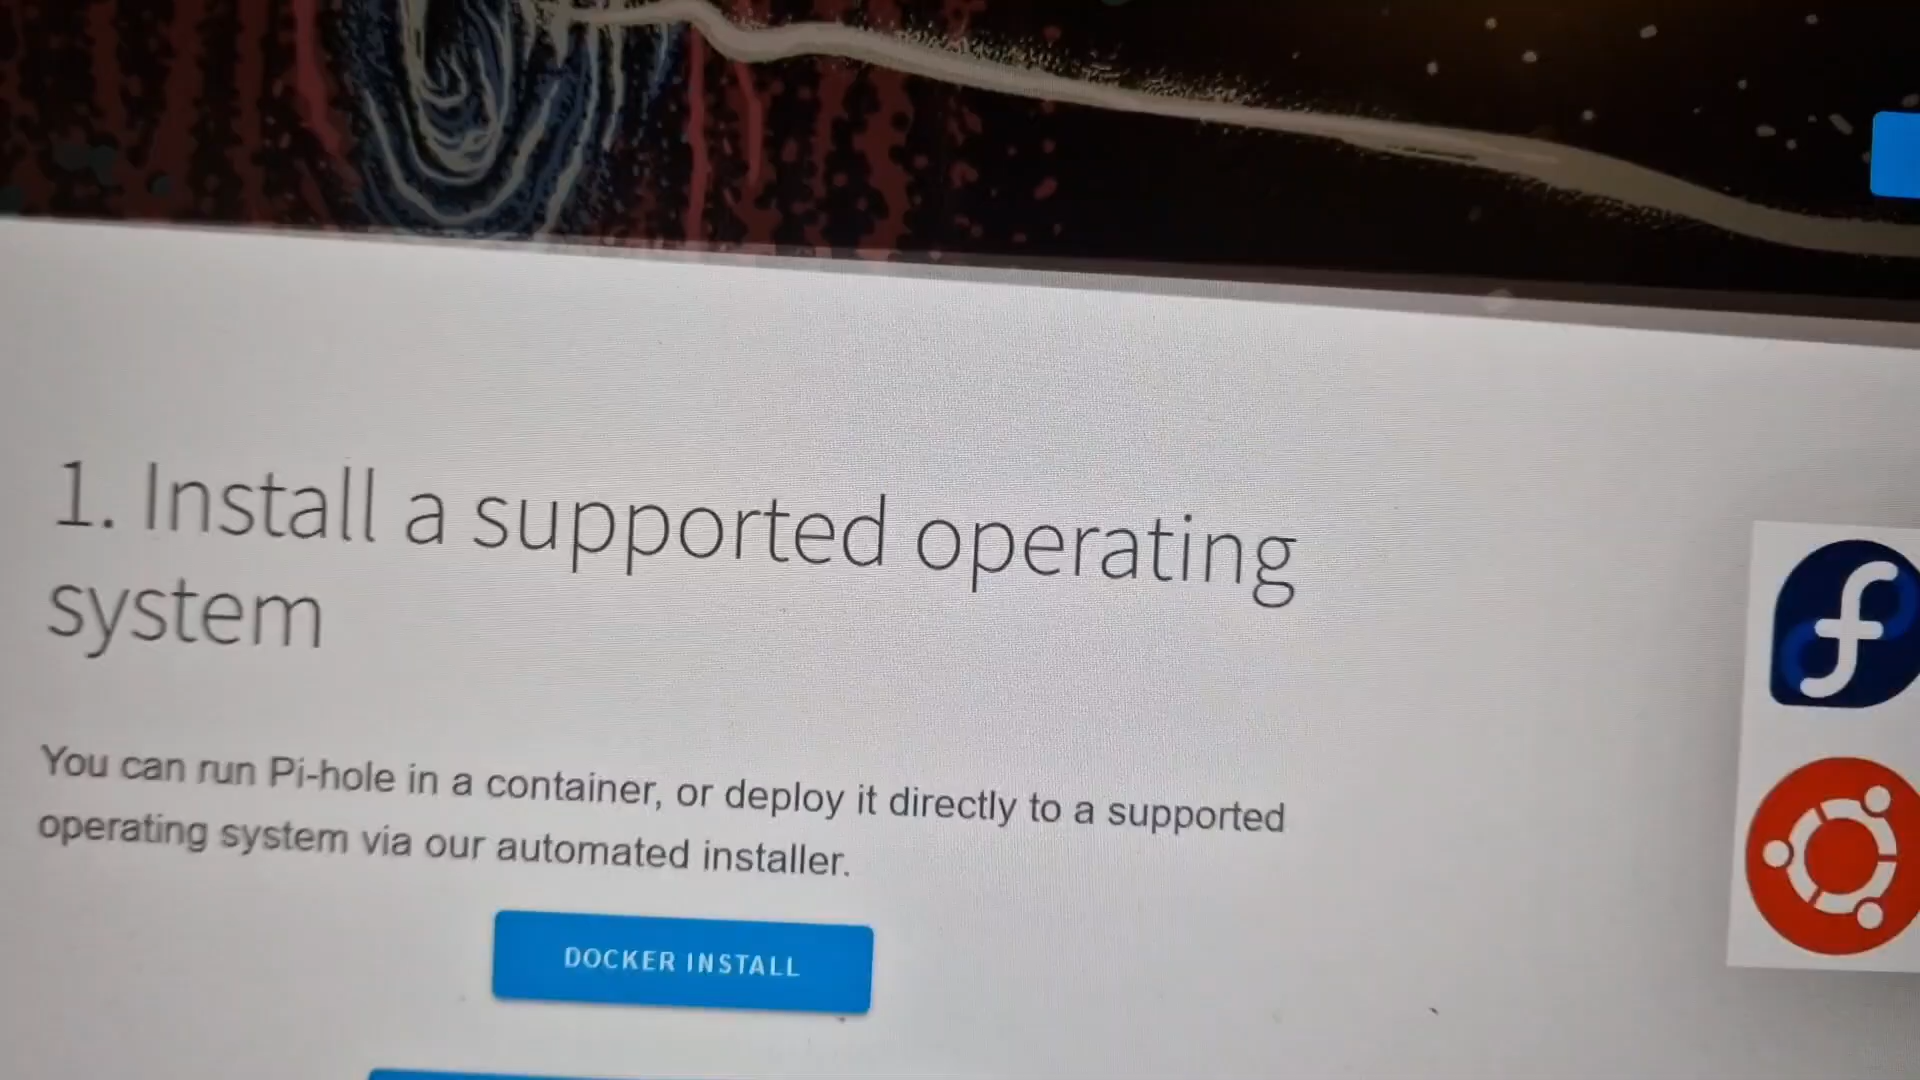 1. Install a supported operating
system
You can run Pi-hole in a container, or deploy it directly to a supported
operating system via our automated installer.
DOCKER INSTALL